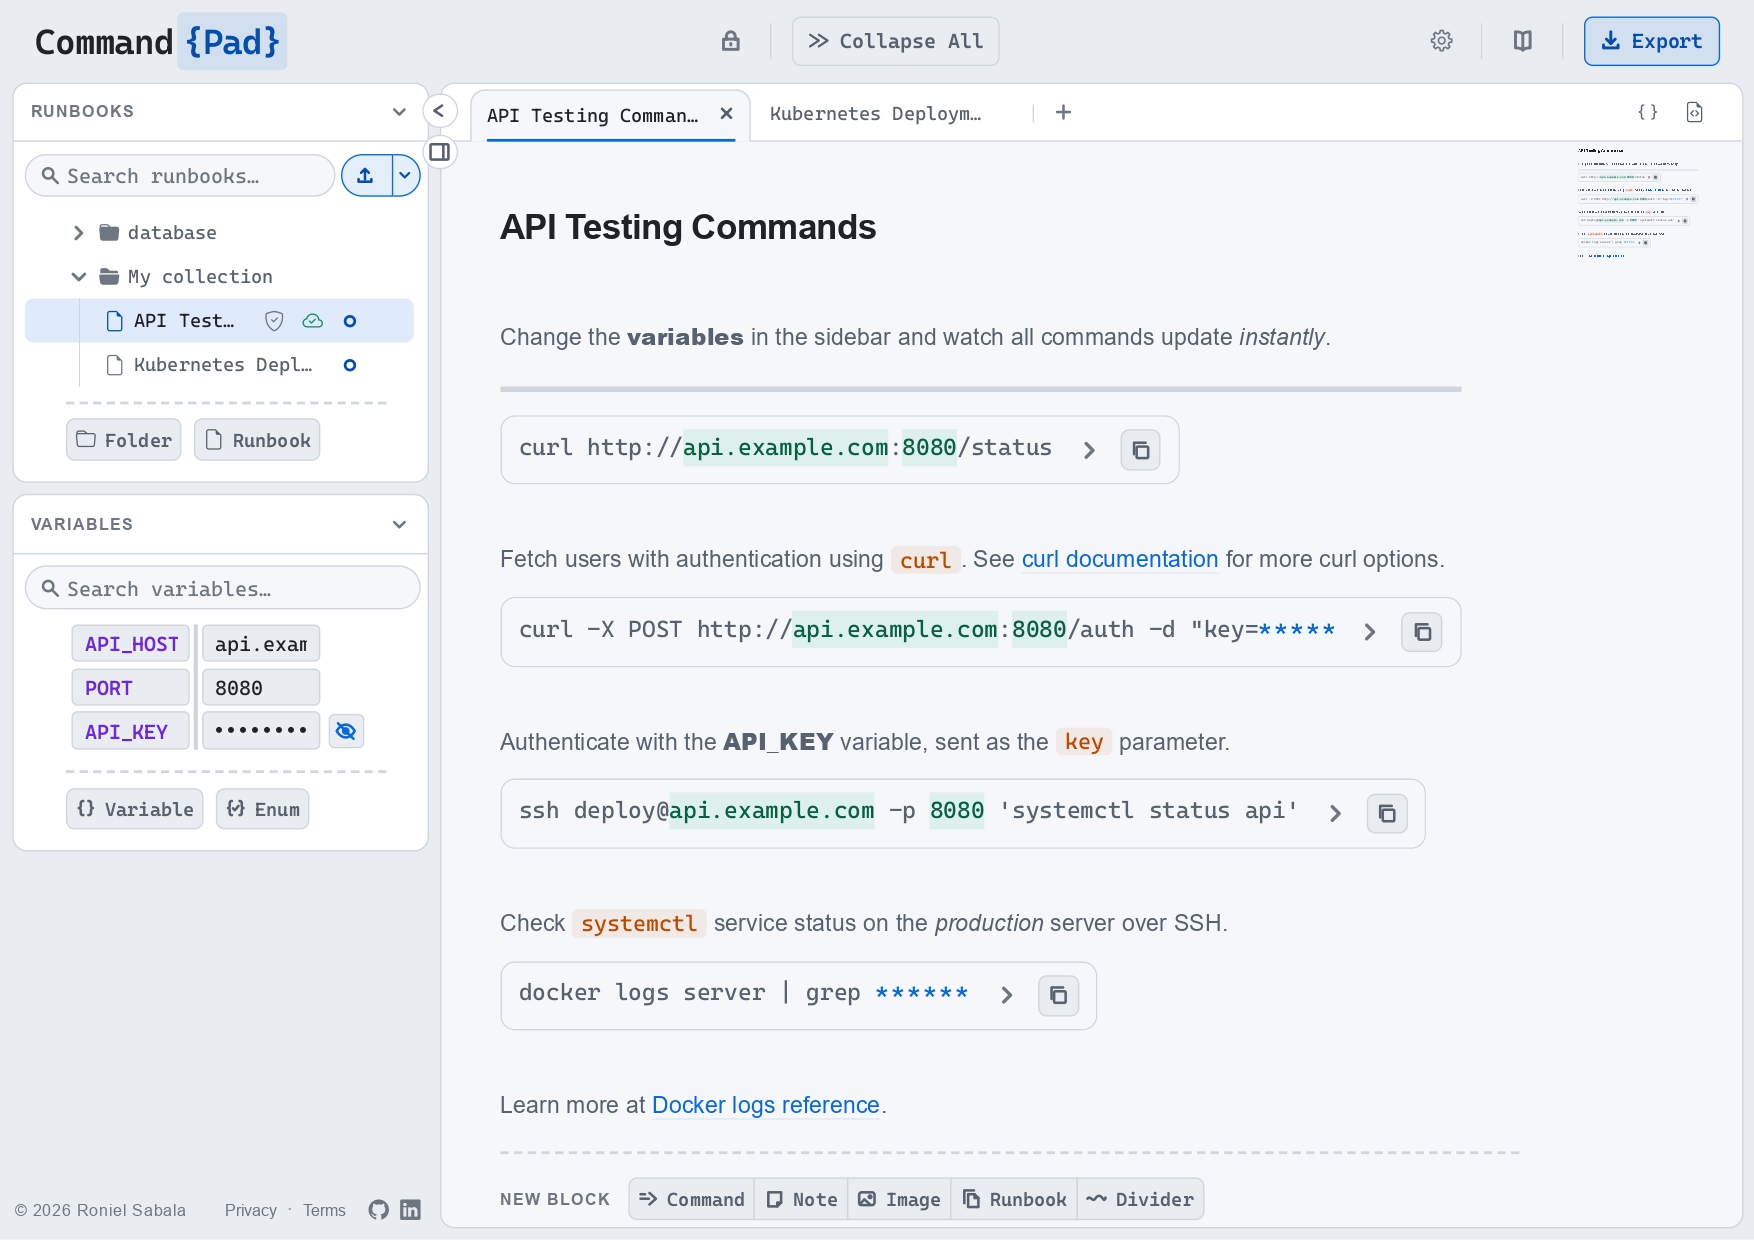 Command {Pad}
Collapse All
Export
RUNBOOKS
Search runbooks…
database
My collection
API Test…
Kubernetes Depl…
Folder
Runbook
VARIABLES
Search variables…
API_HOST api.exam
PORT 8080
API_KEY ••••••••
{} Variable
Enum
© 2026 Roniel Sabala Privacy · Terms
API Testing Comman… ×
Kubernetes Deploym…
+
{ }
API Testing Commands
Change the variables in the sidebar and watch all commands update instantly.
curl http://api.example.com:8080/status
Fetch users with authentication using curl. See curl documentation for more curl options.
curl -X POST http://api.example.com:8080/auth -d "key=*****
Authenticate with the API_KEY variable, sent as the key parameter.
ssh deploy@api.example.com -p 8080 'systemctl status api'
Check systemctl service status on the production server over SSH.
docker logs server | grep ******
Learn more at Docker logs reference.
NEW BLOCK Command Note Image Runbook Divider